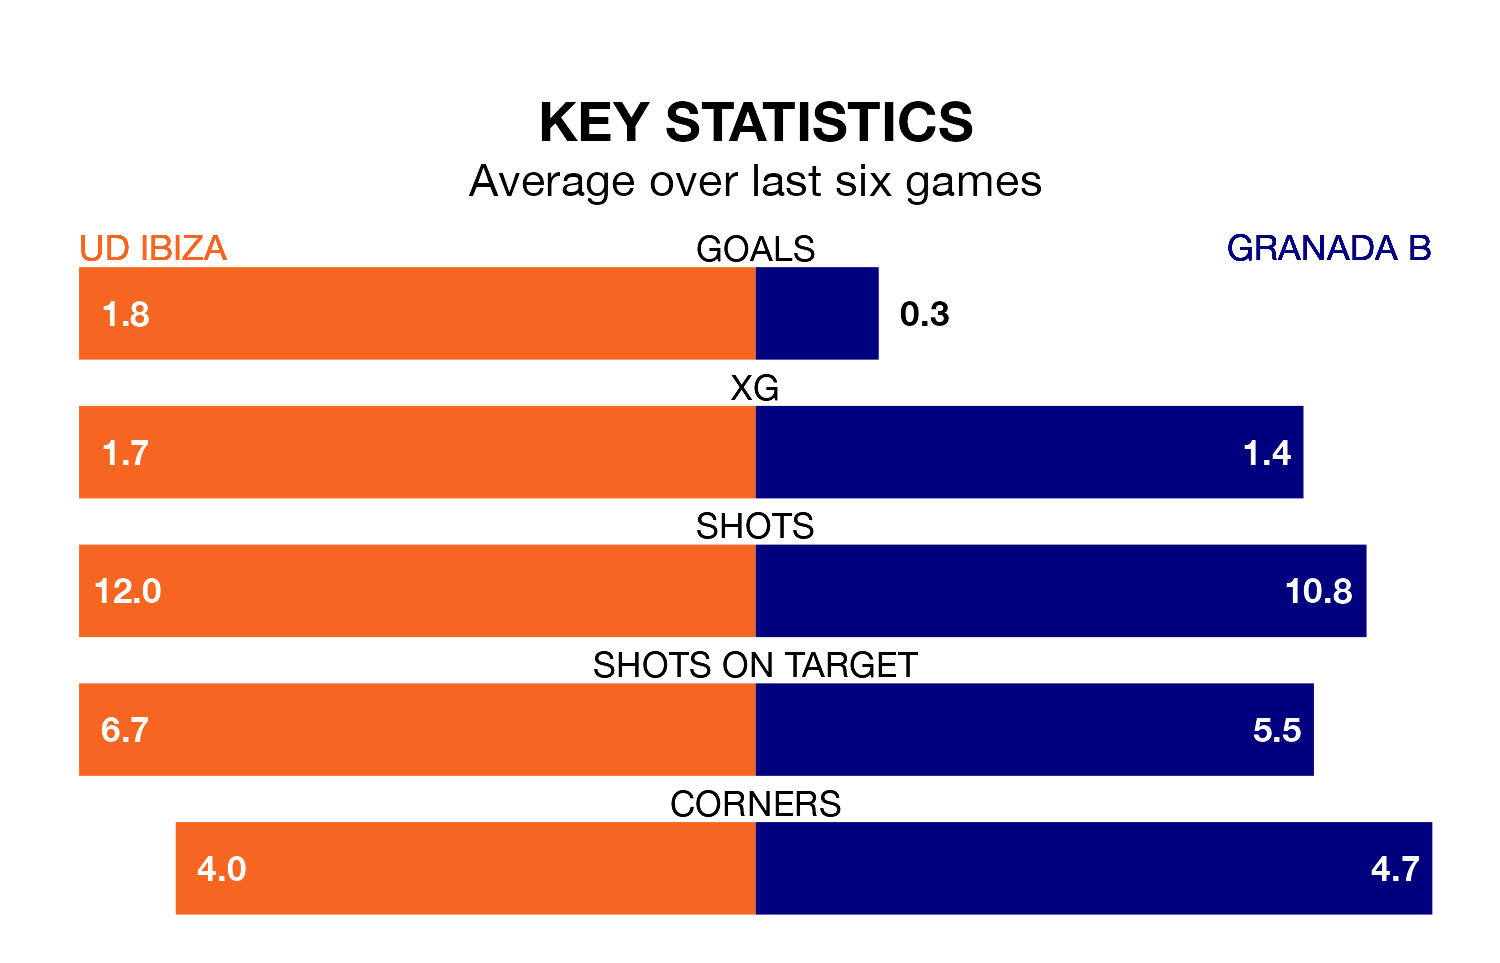 KEY STATISTICS
Average over last six games
UD IBIZA GOALS GRANADA B
1.8 0.3
XG
1.7 1.4
SHOTS
12.0 10.8
SHOTS ON TARGET
6.7 5.5
CORNERS
4.0 4.7